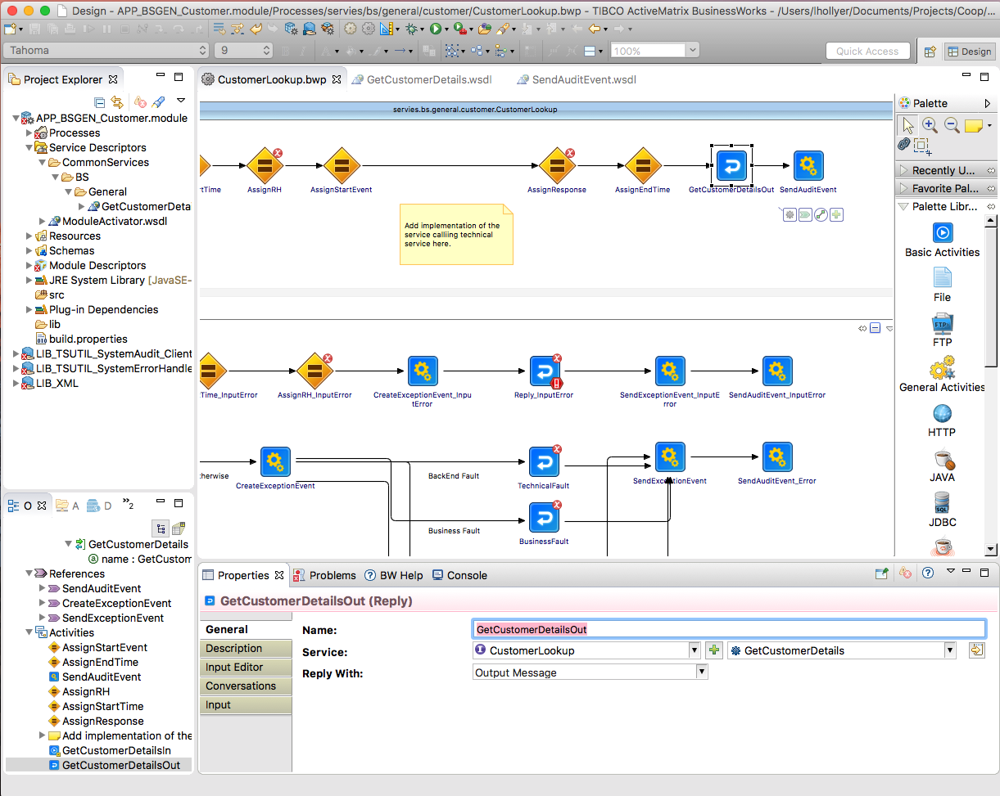 Design - APP_BSGEN_Customer.module/Processes/servies/bs/general/customer/CustomerLookup.bwp - TIBCO ActiveMatrix BusinessWorks - /Users/lhollyer/Documents/Projects/Coop/...
Tahoma
9
100%
Quick Access
Design
Project Explorer
APP_BSGEN_Customer.module
Processes
Service Descriptors
CommonServices
BS
General
GetCustomerDeta
ModuleActivator.wsdl
Resources
Schemas
Module Descriptors
JRE System Library [JavaSE-
src
Plug-in Dependencies
lib
build.properties
LIB_TSUTIL_SystemAudit_Client
LIB_TSUTIL_SystemErrorHandle
LIB_XML
CustomerLookup.bwp
GetCustomerDetails.wsdl
SendAuditEvent.wsdl
servies.bs.general.customer.CustomerLookup
rtTime
AssignRH
AssignStartEvent
AssignResponse
AssignEndTime
GetCustomerDetailsOut
SendAuditEvent
Add implementation of the
service calliing technical
service here.
Time_InputError
AssignRH_InputError
CreateExceptionEvent_Inpu
tError
Reply_InputError
SendExceptionEvent_InputE
rror
SendAuditEvent_InputError
herwise
CreateExceptionEvent
BackEnd Fault
TechnicalFault
SendExceptionEvent
SendAuditEvent_Error
Business Fault
BusinessFault
Palette
Recently U...
Favorite Pal...
Palette Libr...
Basic Activities
File
FTP
General Activities
HTTP
JAVA
JDBC
O
A
D
»2
GetCustomerDetails
name : GetCustom
References
SendAuditEvent
CreateExceptionEvent
SendExceptionEvent
Activities
AssignStartEvent
AssignEndTime
SendAuditEvent
AssignRH
AssignStartTime
AssignResponse
Add implementation of the
GetCustomerDetailsIn
GetCustomerDetailsOut
Properties
Problems
BW Help
Console
GetCustomerDetailsOut (Reply)
General
Description
Input Editor
Conversations
Input
Name:
GetCustomerDetailsOut
Service:
CustomerLookup
GetCustomerDetails
Reply With:
Output Message